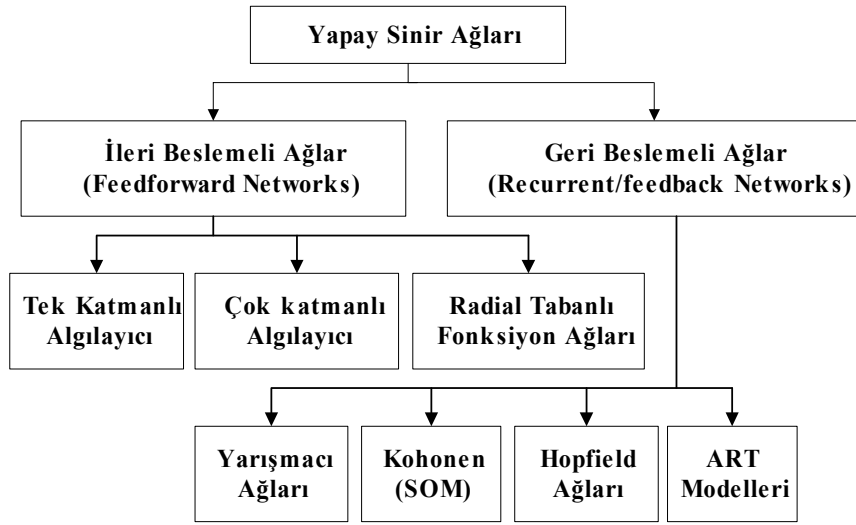 Yapay Sinir Ağları
İleri Beslemeli Ağlar
(Feedforward Networks)
Geri Beslemeli Ağlar
(Recurrent/feedback Networks)
Tek Katmanlı
Algılayıcı
Çok katmanlı
Algılayıcı
Radial Tabanlı
Fonksiyon Ağları
Yarışmacı
Ağları
Kohonen
(SOM)
Hopfield
Ağları
ART
Modelleri